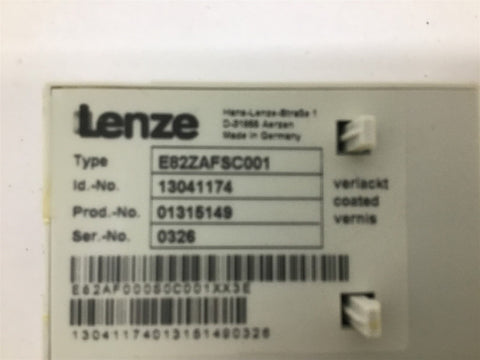 Lenze
Hans-Lenze-Straße 1
D-31855 Aerzen
Made in Germany
Type E82ZAFSC001
Id.-No. 13041174
Prod.-No. 01315149
Ser.-No. 0326
verlackt
coated
vernis
E82AF000S0C001XX3E
13041174013151490326